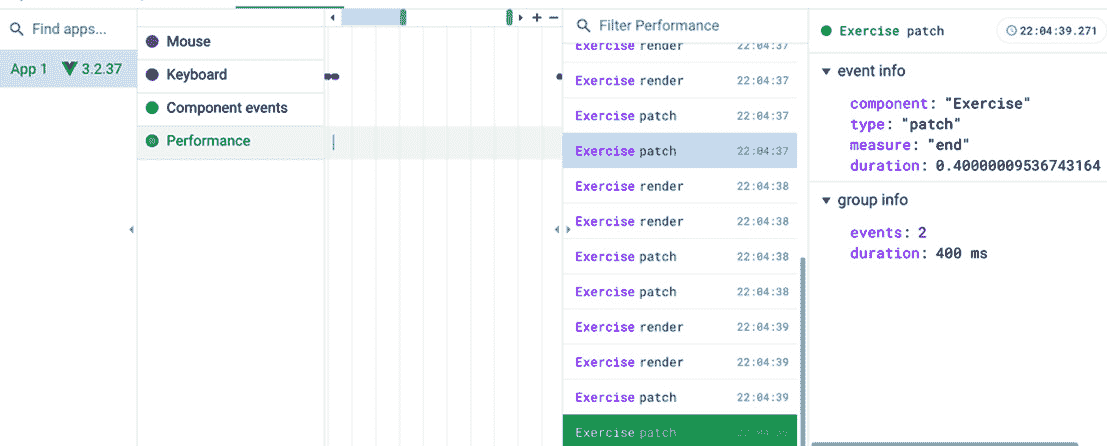 Find apps...
App 1 3.2.37
Mouse
Keyboard
Component events
Performance
Filter Performance
Exercise render 22:04:37
Exercise render 22:04:37
Exercise patch 22:04:37
Exercise patch 22:04:37
Exercise render 22:04:38
Exercise render 22:04:38
Exercise patch 22:04:38
Exercise patch 22:04:38
Exercise render 22:04:39
Exercise render 22:04:39
Exercise patch 22:04:39
Exercise patch 22:04:39
Exercise patch 22:04:39.271
event info
component: "Exercise"
type: "patch"
measure: "end"
duration: 0.40000009536743164
group info
events: 2
duration: 400 ms